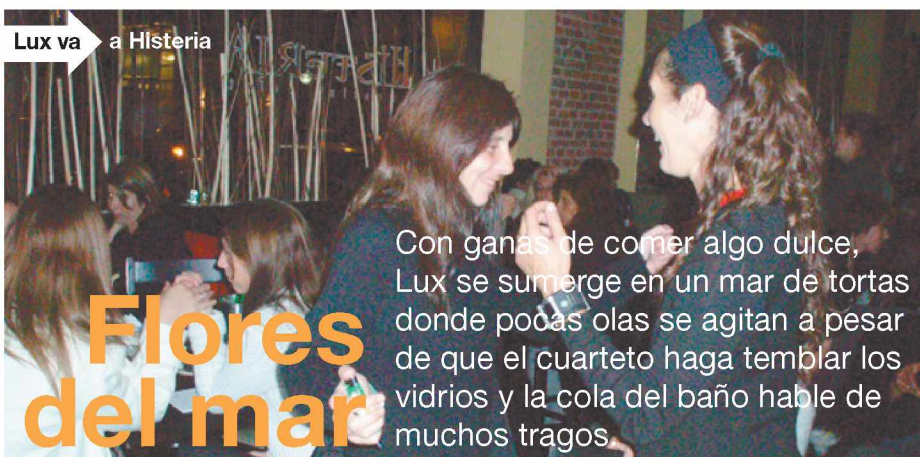 Lux va a HIsteria
HISTERIA
Con ganas de comer algo dulce,
Lux se sumerge en un mar de tortas
donde pocas olas se agitan a pesar
de que el cuarteto haga temblar los
vidrios y la cola del baño hable de
muchos tragos.
Flores
del mar